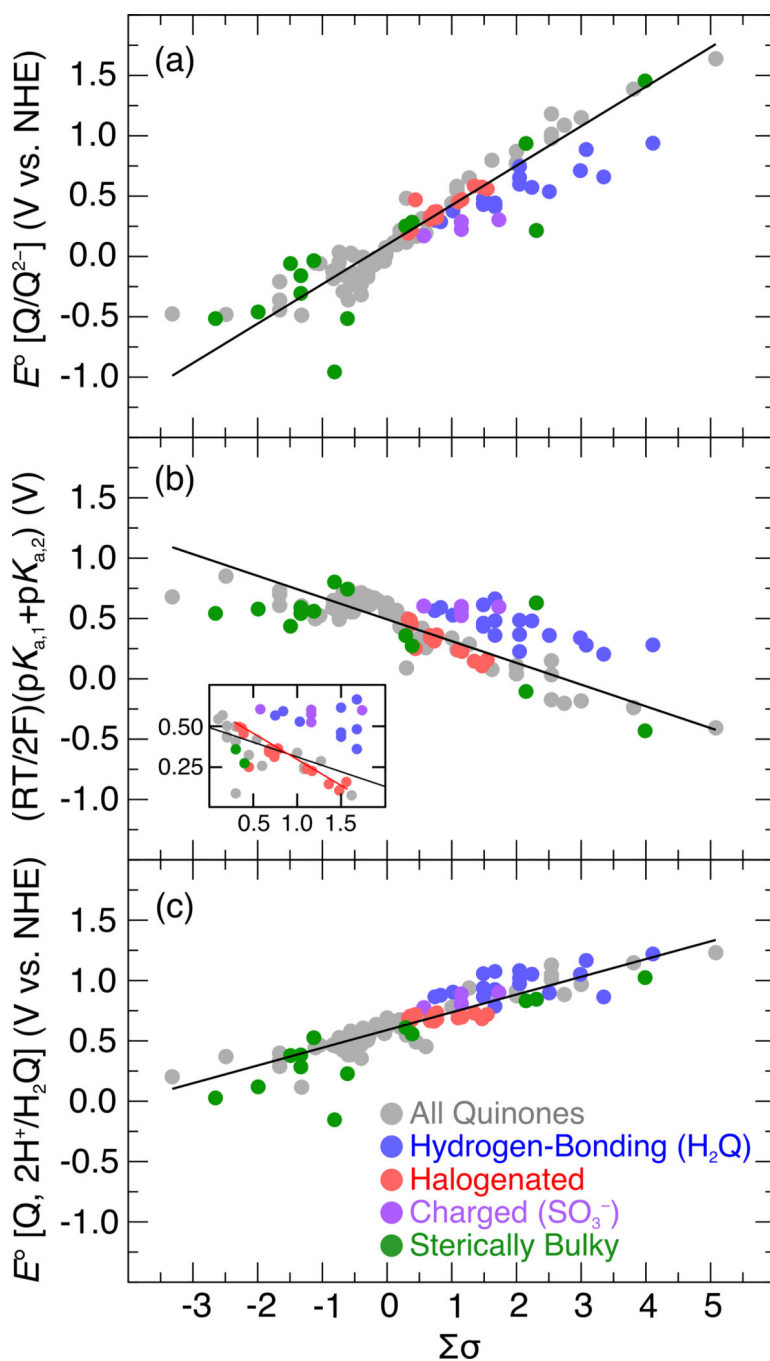 (a)
E° [Q/Q²⁻] (V vs. NHE)
1.5
1.0
0.5
0.0
-0.5
-1.0
(b)
(RT/2F)(pKₐ,₁+pKₐ,₂) (V)
1.5
1.0
0.5
0.0
-0.5
-1.0
0.50
0.25
0.5 1.0 1.5
(c)
E° [Q, 2H⁺/H₂Q] (V vs. NHE)
1.5
1.0
0.5
0.0
-0.5
-1.0
All Quinones
Hydrogen-Bonding (H₂Q)
Halogenated
Charged (SO₃⁻)
Sterically Bulky
-3 -2 -1 0 1 2 3 4 5
Σσ